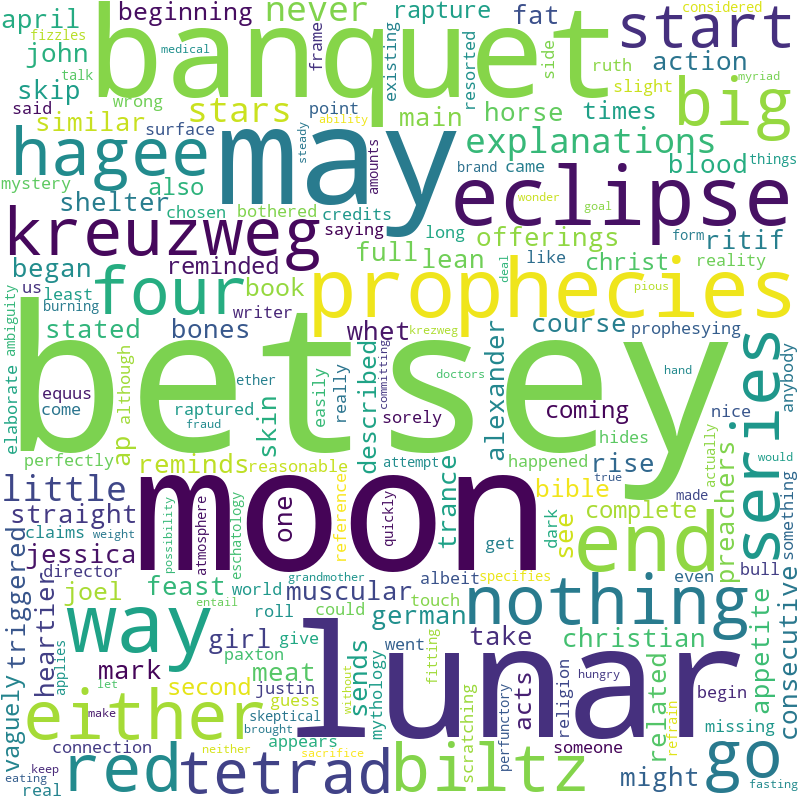 april
beginning
never
rapture
fat
considered
start
fizzles
banquet
frame
existing
side
ruth
medical
john
talk
skip
wrong
resorted
action
myriad
said
stars
point
slight
big
similar
surface
ability
steady
main
horse
times
hagee
may
amounts
explanations
brand
came
blood
things
mystery
also
shelter
chosen
bothered
credits
saying
eclipse
wonder
goal
kreuzweg
long
offerings
form
ritif
full
lean
like
christ
reality
began
reminded
four
book
prophecies
deal
pious
us
least
burning
writer
krezweg
stated
bones
whet
course
prophesying
elaborate
ambiguity
although
ap
betsey
committing
described
alexander
series
anybody
equus
come
ether
easily
really
doctors
hand
raptured
skin
sorely
coming
nice
fraud
hides
perfectly
reminds
reasonable
attempt
happened
rise
actually
would
little
moon
true
made
straight
possibility
atmosphere
eschatology
one
reference
quickly
trance
bible
see
complete
preachers
something
claims
weight
jessica
get
dark
end
appetite
consecutive
vaguely
triggered
heartier
director
joel
feast
world
grandmother
albeit
specifies
even
bull
entail
muscular
nothing
roll
could
touch
way
girl
give
german
lunar
fitting
take
christian
applies
let
mark
paxton
meat
sends
mythology
went
hungry
second
justin
guess
without
scratching
perfunctory
acts
religion
related
begin
missing
either
make
connection
skeptical
brought
appears
refrain
someone
go
eating
keep
real
red
neither
tetrad
sacrifice
biltz
might
fasting